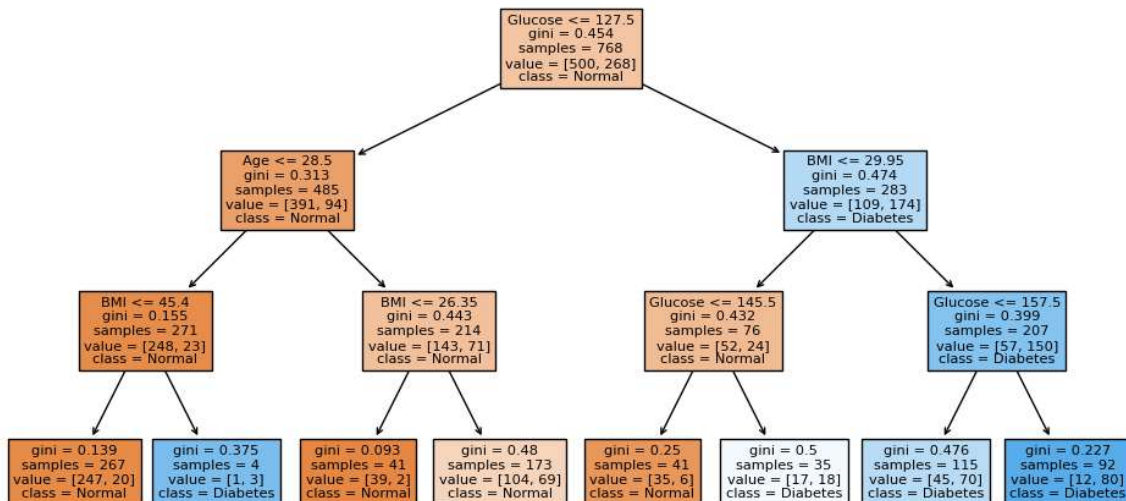 Glucose <= 127.5
gini = 0.454
samples = 768
value = [500, 268]
class = Normal
Age <= 28.5
gini = 0.313
samples = 485
value = [391, 94]
class = Normal
BMI <= 29.95
gini = 0.474
samples = 283
value = [109, 174]
class = Diabetes
BMI <= 45.4
gini = 0.155
samples = 271
value = [248, 23]
class = Normal
BMI <= 26.35
gini = 0.443
samples = 214
value = [143, 71]
class = Normal
Glucose <= 145.5
gini = 0.432
samples = 76
value = [52, 24]
class = Normal
Glucose <= 157.5
gini = 0.399
samples = 207
value = [57, 150]
class = Diabetes
gini = 0.139
samples = 267
value = [247, 20]
class = Normal
gini = 0.375
samples = 4
value = [1, 3]
class = Diabetes
gini = 0.093
samples = 41
value = [39, 2]
class = Normal
gini = 0.48
samples = 173
value = [104, 69]
class = Normal
gini = 0.25
samples = 41
value = [35, 6]
class = Normal
gini = 0.5
samples = 35
value = [17, 18]
class = Diabetes
gini = 0.476
samples = 115
value = [45, 70]
class = Diabetes
gini = 0.227
samples = 92
value = [12, 80]
class = Diabetes